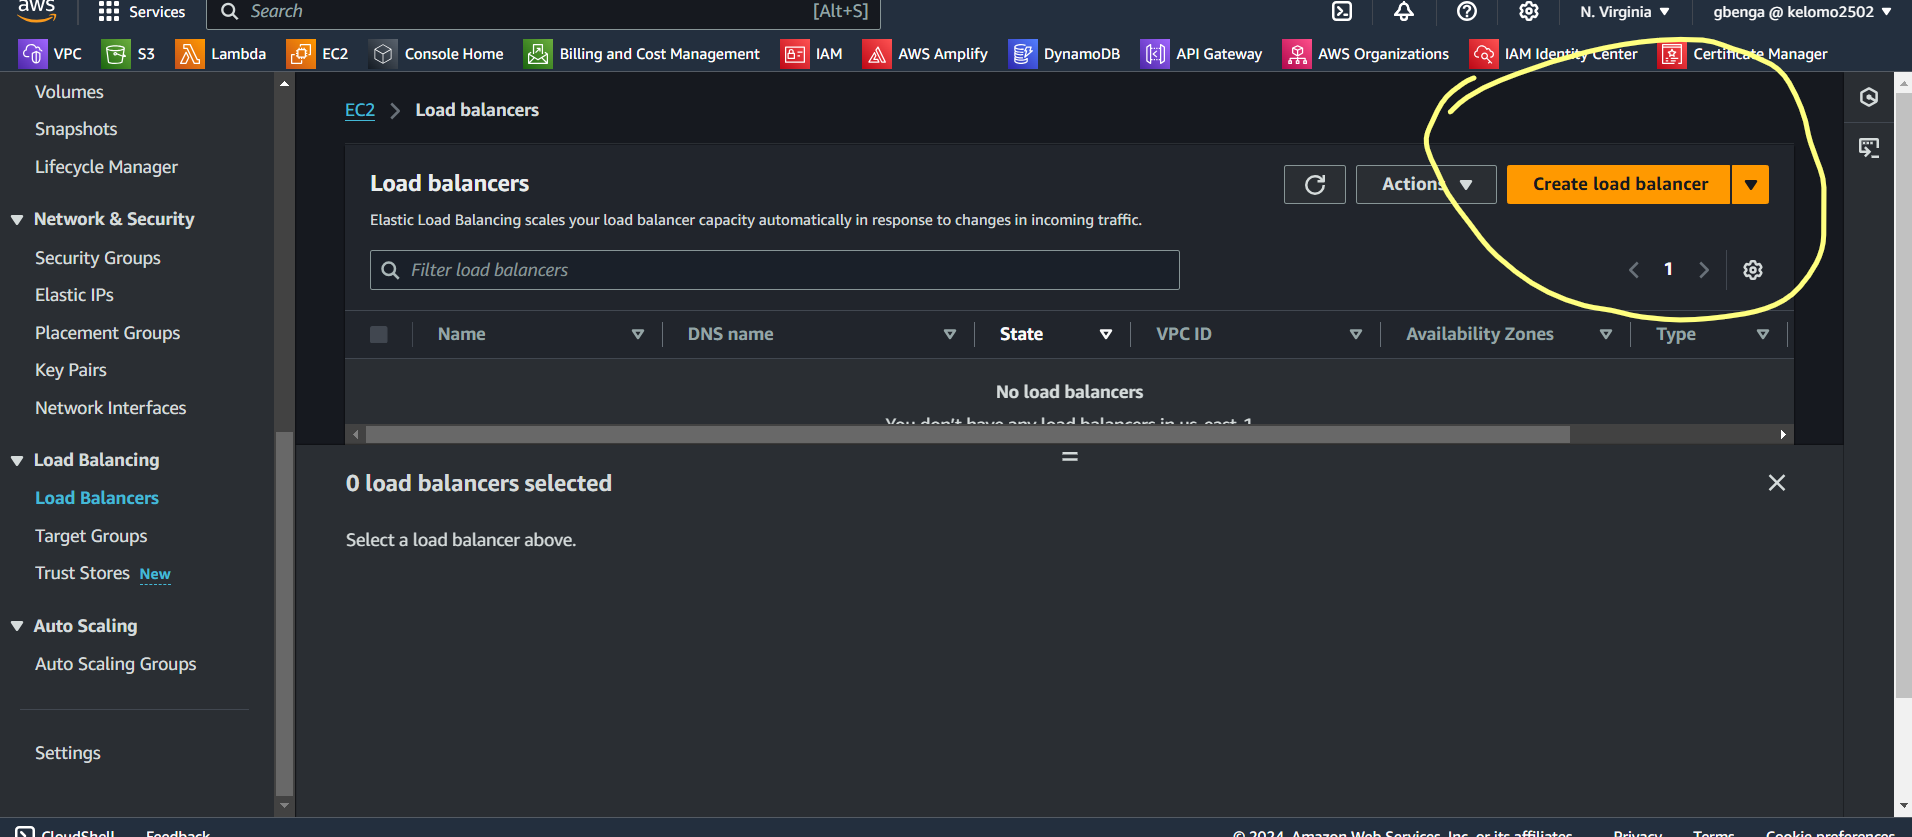 aws Services Search [Alt+S] N. Virginia gbenga @ kelomo2502
VPC S3 Lambda EC2 Console Home Billing and Cost Management IAM AWS Amplify DynamoDB API Gateway AWS Organizations IAM Identity Center Certificate Manager
Volumes
Snapshots
Lifecycle Manager
Network & Security
Security Groups
Elastic IPs
Placement Groups
Key Pairs
Network Interfaces
Load Balancing
Load Balancers
Target Groups
Trust Stores New
Auto Scaling
Auto Scaling Groups
Settings
EC2 > Load balancers
Load balancers
Actions Create load balancer
Elastic Load Balancing scales your load balancer capacity automatically in response to changes in incoming traffic.
Filter load balancers
1
Name DNS name State VPC ID Availability Zones Type
No load balancers
You don't have any load balancers in us-east-1
0 load balancers selected
Select a load balancer above.
CloudShell Feedback © 2024, Amazon Web Services, Inc. or its affiliates. Privacy Terms Cookie preferences